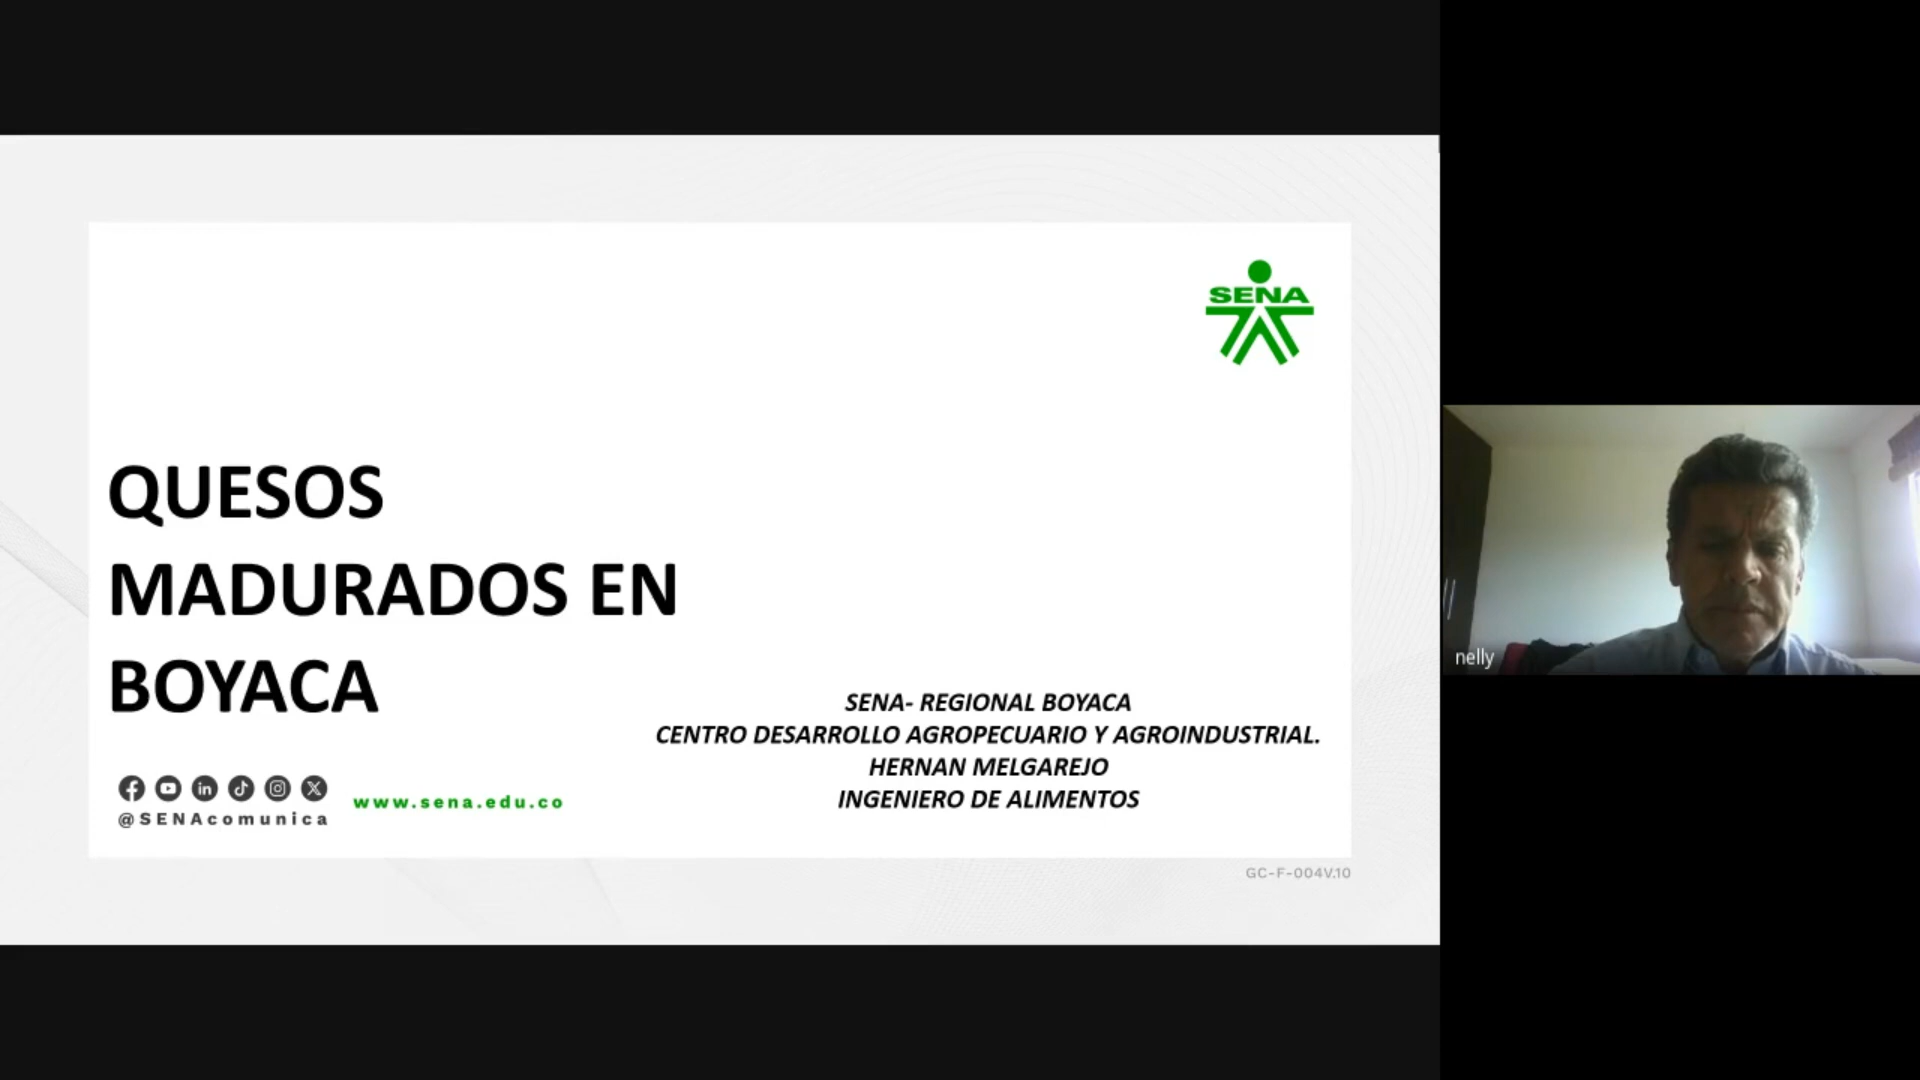 SENA
QUESOS
MADURADOS EN
BOYACA
SENA- REGIONAL BOYACA
CENTRO DESARROLLO AGROPECUARIO Y AGROINDUSTRIAL.
HERNAN MELGAREJO
INGENIERO DE ALIMENTOS
@SENAcomunica
www.sena.edu.co
GC-F-004V.10
nelly